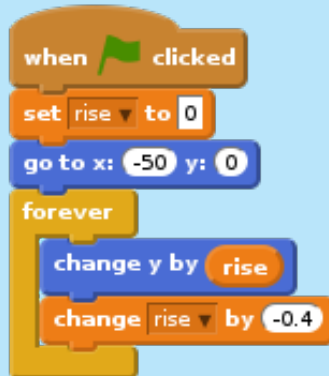 when clicked
set rise to 0
go to x: -50 y: 0
forever
change y by rise
change rise by -0.4